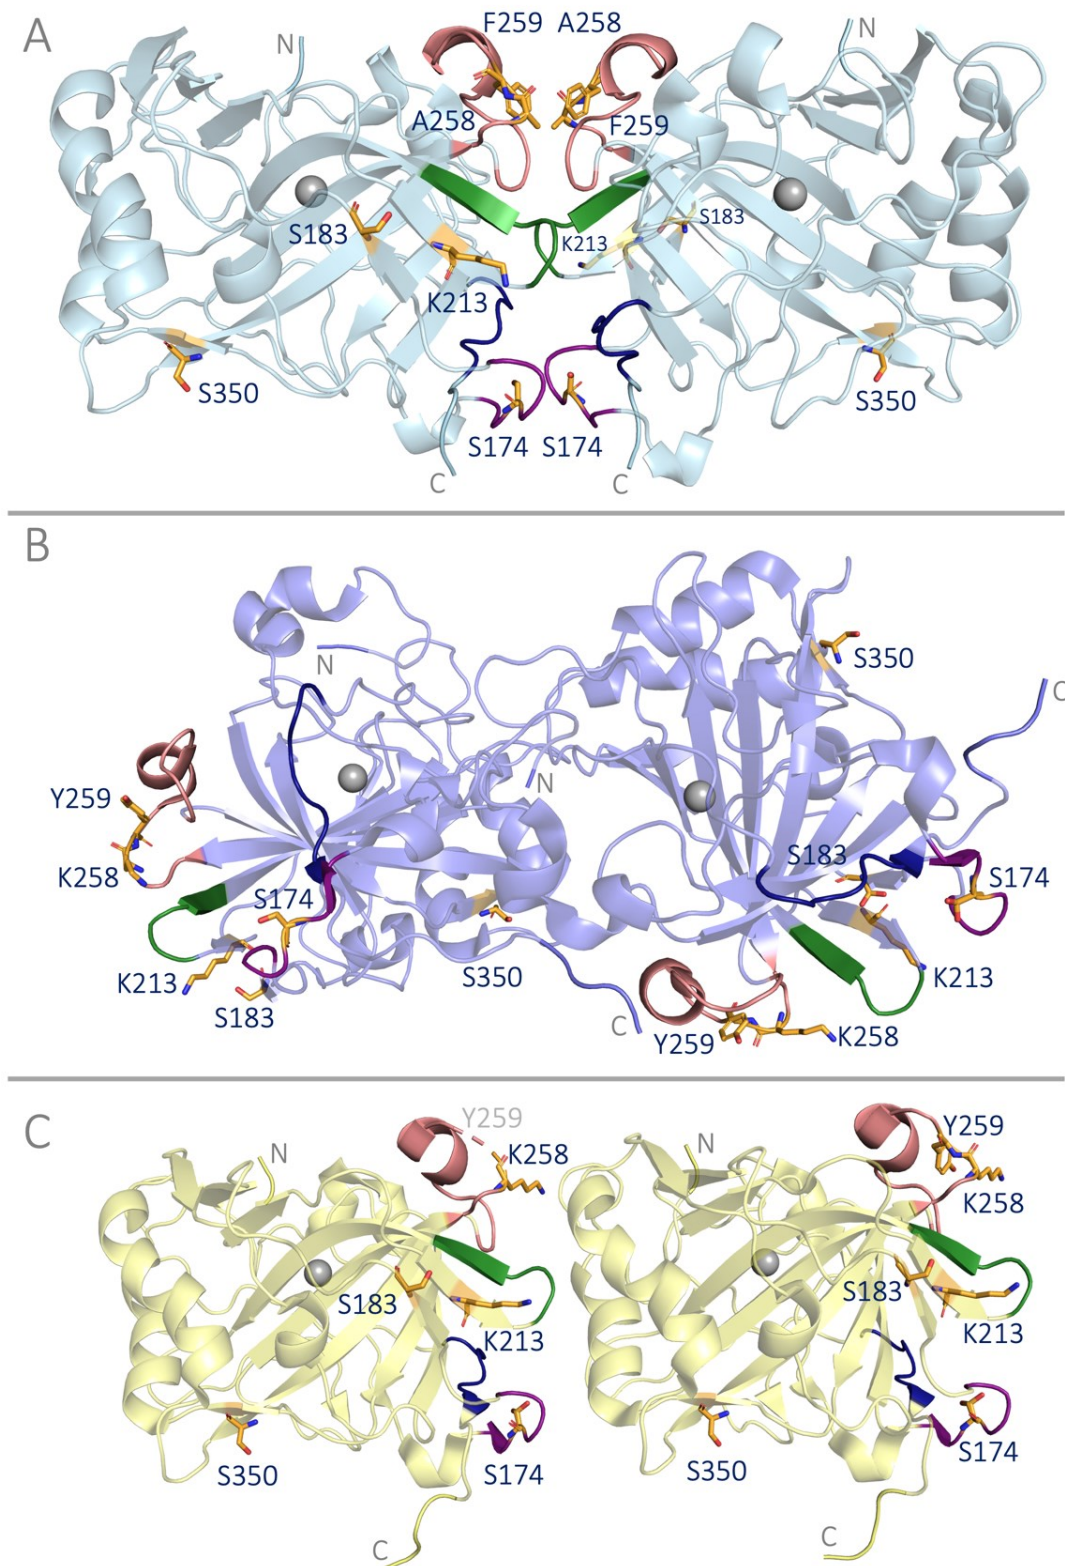 A
N
F259 A258
N
A258
F259
S183
S183
K213
K213
S350
S350
S174 S174
C
C
B
N
S350
C
N
Y259
K258
S183
S174
S174
K213
S350
K213
S183
C
Y259
K258
C
Y259
Y259
N
K258
N
K258
S183
S183
K213
K213
S350
S174
S350
S174
C
C